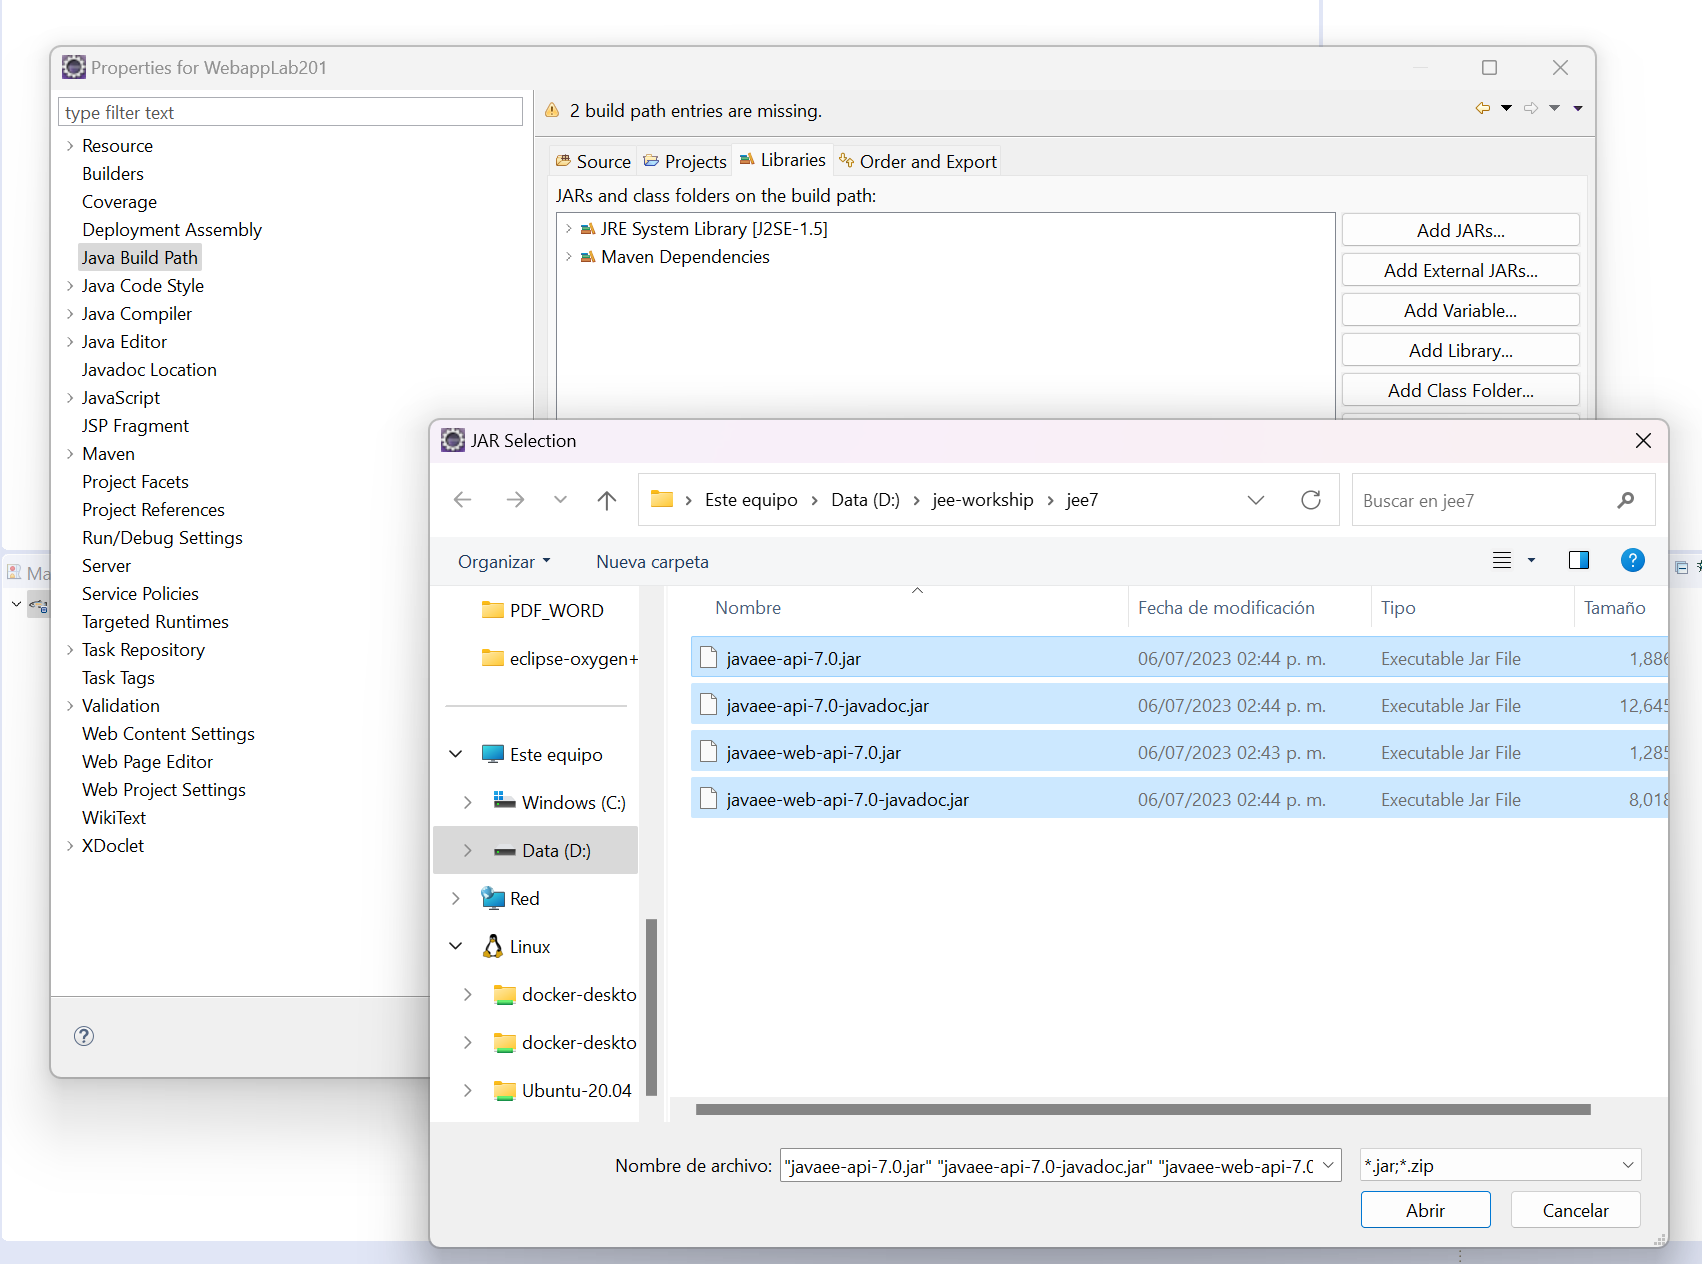 Properties for WebappLab201
type filter text
Resource
Builders
Coverage
Deployment Assembly
Java Build Path
Java Code Style
Java Compiler
Java Editor
Javadoc Location
JavaScript
JSP Fragment
Maven
Project Facets
Project References
Run/Debug Settings
Server
Service Policies
Targeted Runtimes
Task Repository
Task Tags
Validation
Web Content Settings
Web Page Editor
Web Project Settings
WikiText
XDoclet
2 build path entries are missing.
Source Projects Libraries Order and Export
JARs and class folders on the build path:
JRE System Library [J2SE-1.5]
Maven Dependencies
Add JARs...
Add External JARs...
Add Variable...
Add Library...
Add Class Folder...
Ma
JAR Selection
Este equipo > Data (D:) > jee-workship > jee7
Buscar en jee7
Organizar Nueva carpeta
PDF_WORD
eclipse-oxygen+
Este equipo
Windows (C:)
Data (D:)
Red
Linux
docker-deskto
docker-deskto
Ubuntu-20.04
Nombre Fecha de modificación Tipo Tamaño
javaee-api-7.0.jar 06/07/2023 02:44 p. m. Executable Jar File 1,886
javaee-api-7.0-javadoc.jar 06/07/2023 02:44 p. m. Executable Jar File 12,645
javaee-web-api-7.0.jar 06/07/2023 02:43 p. m. Executable Jar File 1,285
javaee-web-api-7.0-javadoc.jar 06/07/2023 02:44 p. m. Executable Jar File 8,018
Nombre de archivo: "javaee-api-7.0.jar" "javaee-api-7.0-javadoc.jar" "javaee-web-api-7.0 *.jar;*.zip
Abrir Cancelar